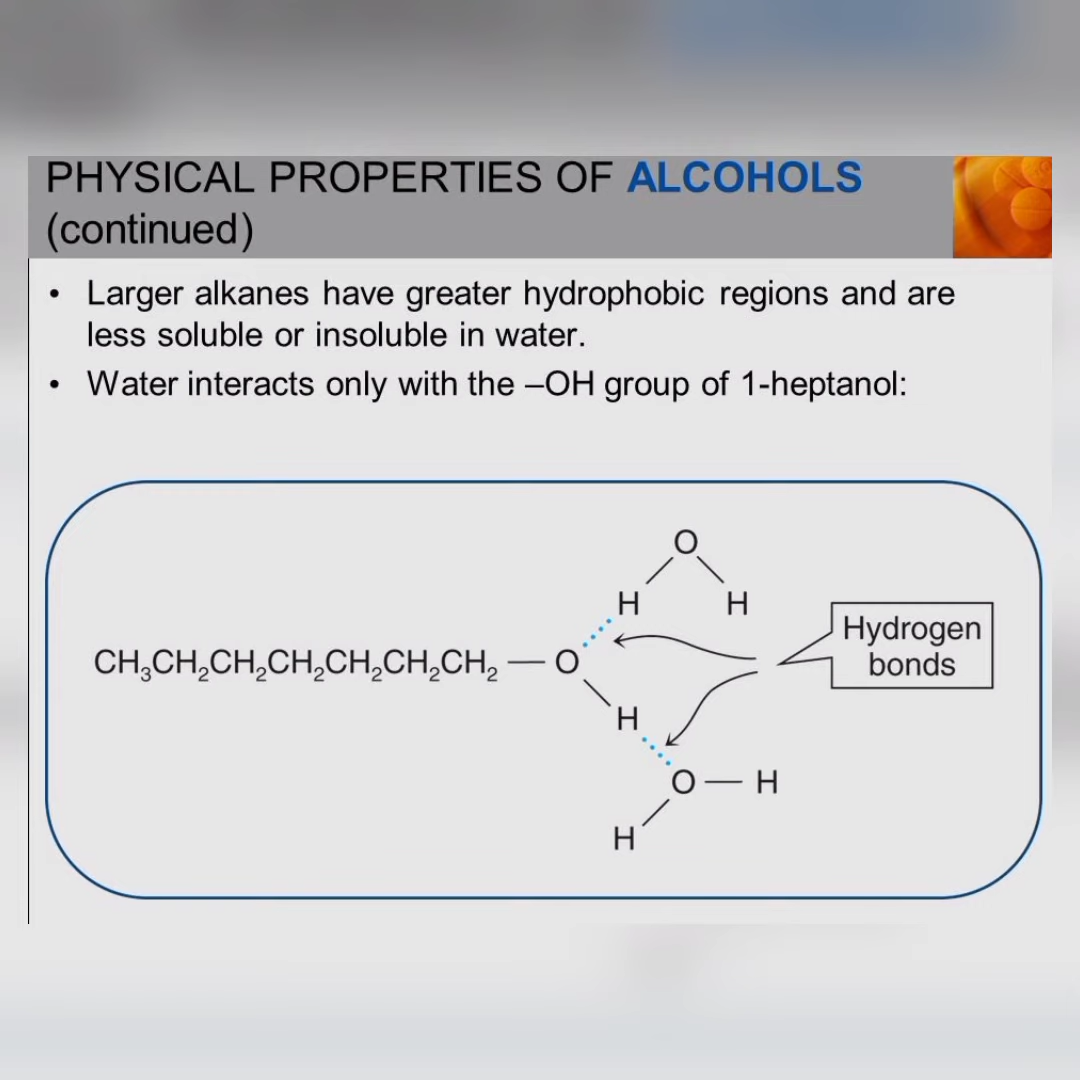 PHYSICAL PROPERTIES OF ALCOHOLS
(continued)
• Larger alkanes have greater hydrophobic regions and are
less soluble or insoluble in water.
• Water interacts only with the –OH group of 1-heptanol:
O
H H
Hydrogen
bonds
CH₃CH₂CH₂CH₂CH₂CH₂CH₂ — O
H
O — H
H